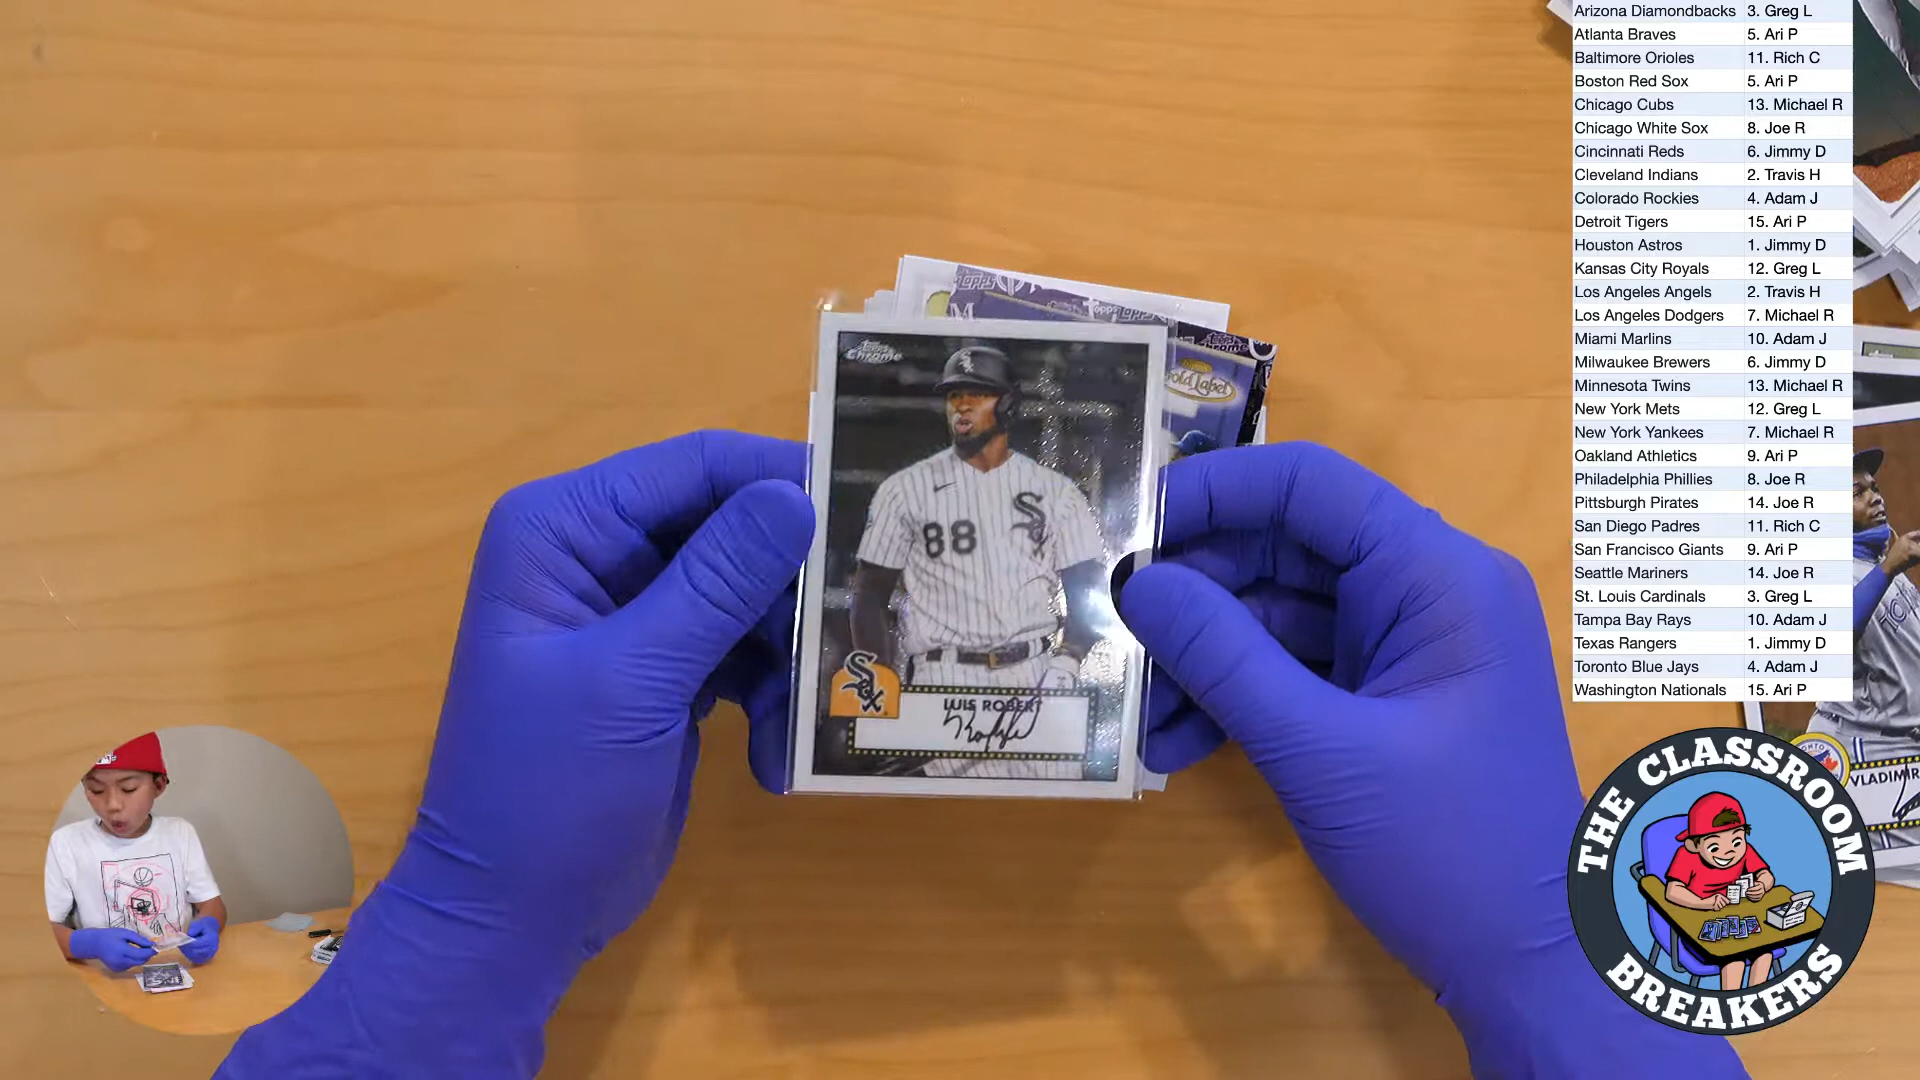 Arizona Diamondbacks 3. Greg L
Atlanta Braves 5. Ari P
Baltimore Orioles 11. Rich C
Boston Red Sox 5. Ari P
Chicago Cubs 13. Michael R
Chicago White Sox 8. Joe R
Cincinnati Reds 6. Jimmy D
Cleveland Indians 2. Travis H
Colorado Rockies 4. Adam J
Detroit Tigers 15. Ari P
Houston Astros 1. Jimmy D
Kansas City Royals 12. Greg L
Los Angeles Angels 2. Travis H
Los Angeles Dodgers 7. Michael R
Miami Marlins 10. Adam J
Milwaukee Brewers 6. Jimmy D
Minnesota Twins 13. Michael R
New York Mets 12. Greg L
New York Yankees 7. Michael R
Oakland Athletics 9. Ari P
Philadelphia Phillies 8. Joe R
Pittsburgh Pirates 14. Joe R
San Diego Padres 11. Rich C
San Francisco Giants 9. Ari P
Seattle Mariners 14. Joe R
St. Louis Cardinals 3. Greg L
Tampa Bay Rays 10. Adam J
Texas Rangers 1. Jimmy D
Toronto Blue Jays 4. Adam J
Washington Nationals 15. Ari P
Topps
Topps
Chrome
Topps
Chrome
Gold Label
88
Sox
Sox
LUIS ROBERT
VLADIMIR
THE CLASSROOM
BREAKERS